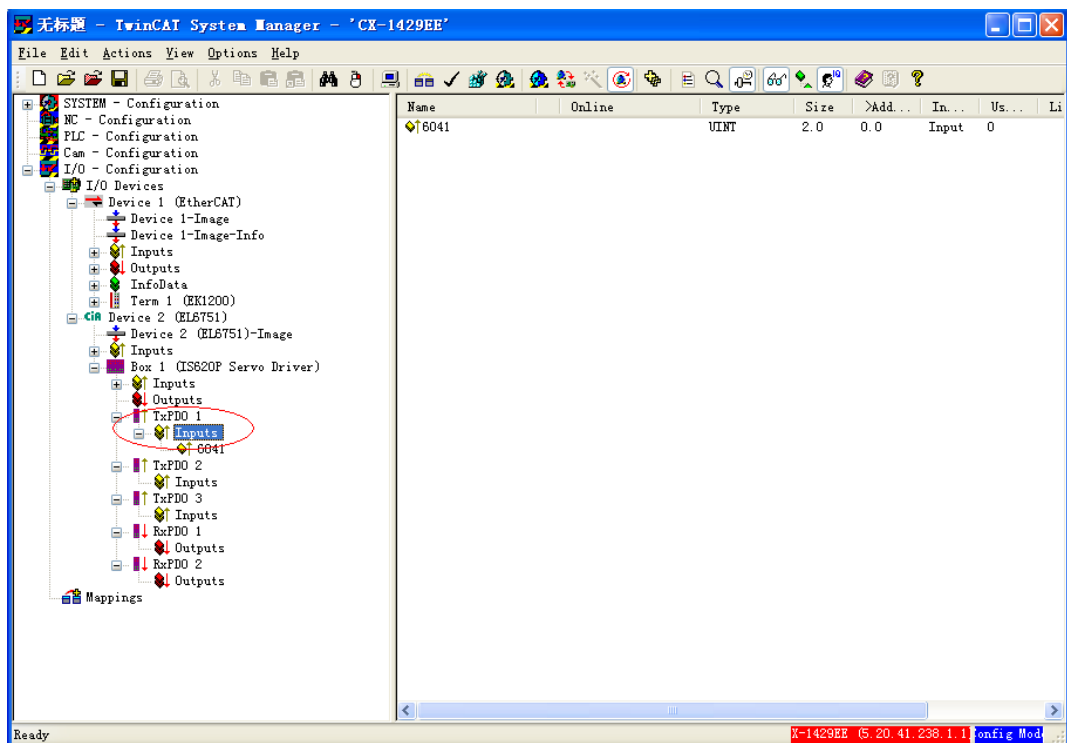 无标题 - TwinCAT System Manager - 'CX-1429EE'
File Edit Actions View Options Help
SYSTEM - Configuration
NC - Configuration
PLC - Configuration
Cam - Configuration
I/O - Configuration
I/O Devices
Device 1 (EtherCAT)
Device 1-Image
Device 1-Image-Info
Inputs
Outputs
InfoData
Term 1 (EK1200)
CiA Device 2 (EL6751)
Device 2 (EL6751)-Image
Inputs
Box 1 (IS620P Servo Driver)
Inputs
Outputs
TxPDO 1
Inputs
6041
TxPDO 2
Inputs
TxPDO 3
Inputs
RxPDO 1
Outputs
RxPDO 2
Outputs
Mappings
Name Online Type Size >Add... In... Us... Li
6041 UINT 2.0 0.0 Input 0
Ready X-1429EE (5.20.41.238.1.1) onfig Mod